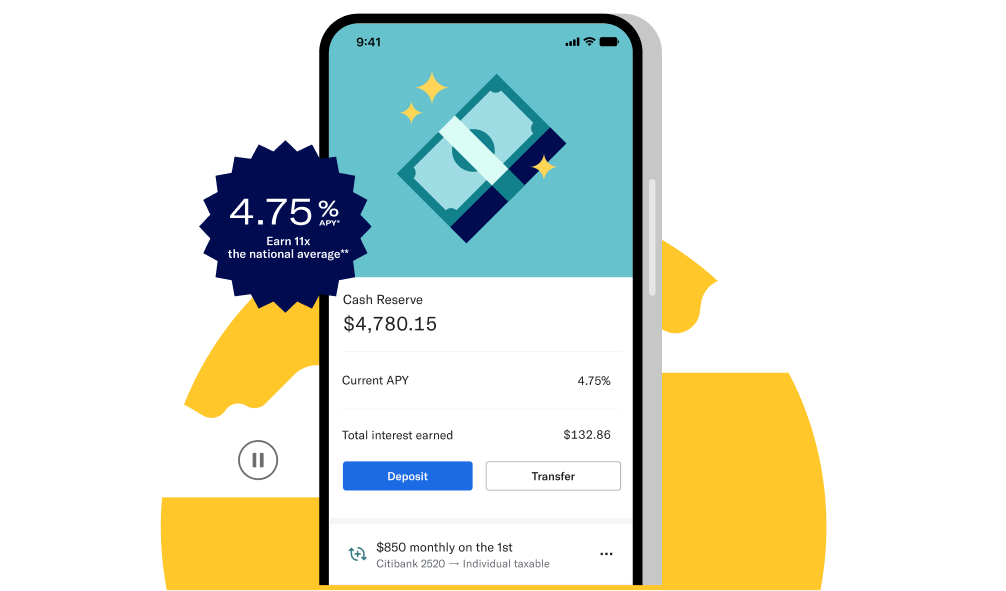 9:41
4.75%
APY*
Earn 11x
the national average**
Cash Reserve
$4,780.15
Current APY 4.75%
Total interest earned $132.86
Deposit Transfer
$850 monthly on the 1st
Citibank 2520 → Individual taxable